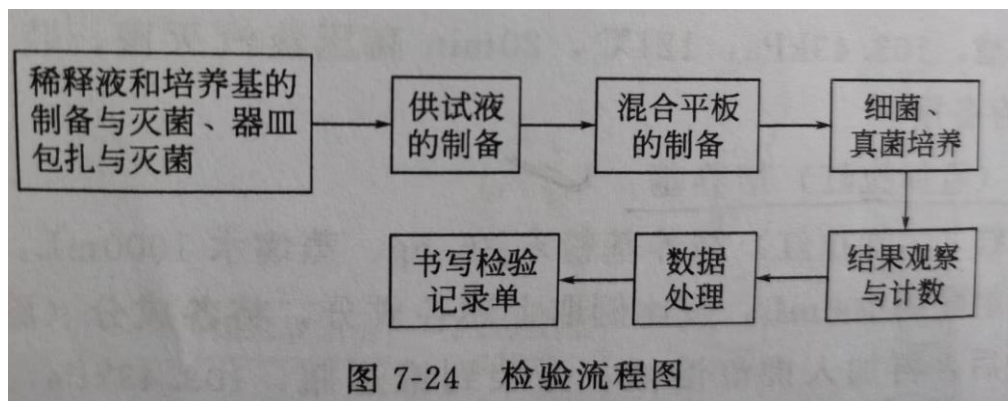 稀释液和培养基的
制备与灭菌、器皿
包扎与灭菌
供试液
的制备
混合平板
的制备
细菌、
真菌培养
结果观察
与计数
数据
处理
书写检验
记录单
图 7-24 检验流程图